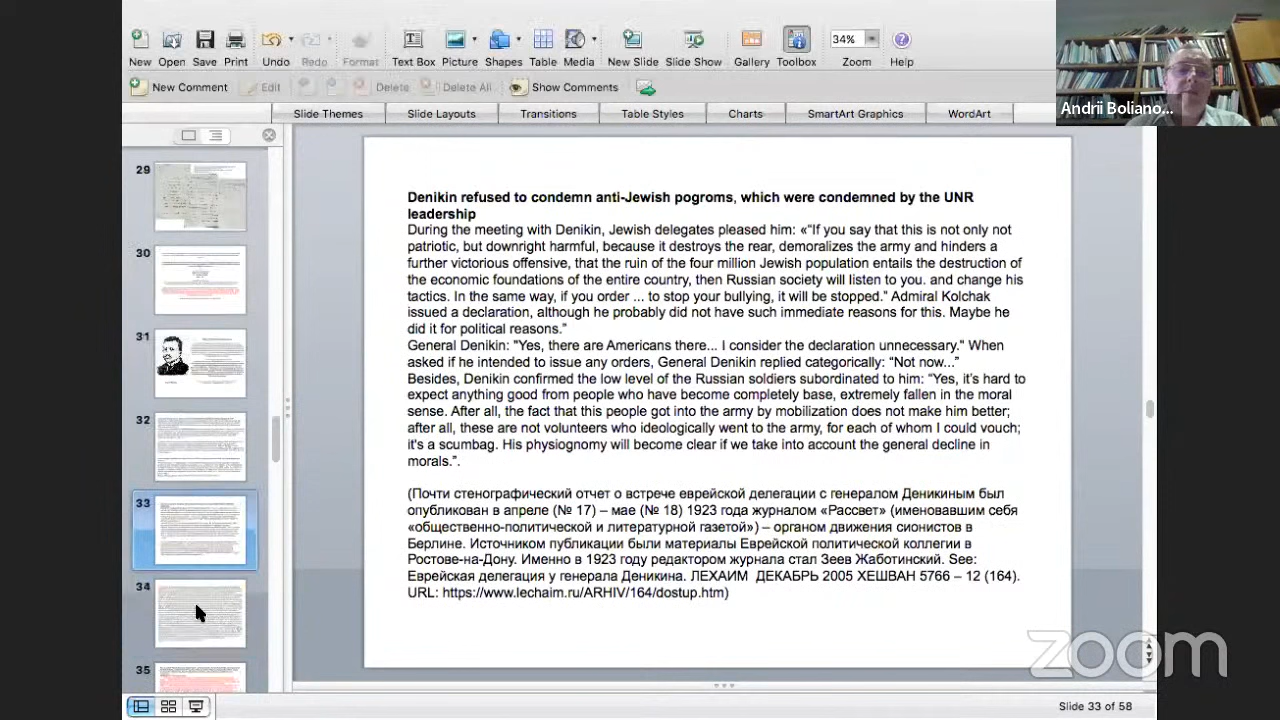 New Open Save Print Undo Redo Format Text Box Picture Shapes Table Media New Slide Slide Show Gallery Toolbox 34% Zoom Help
New Comment Edit Delete Delete All Show Comments
Slide Themes Slide Layouts Transitions Table Styles Charts SmartArt Graphics WordArt
Andrii Boliano...
29
30
31
32
33
34
35
Denikin refused to condemn anti-Jewish pogroms, which were condemned by the UNR
leadership
During the meeting with Denikin, Jewish delegates pleased him: «"If you say that this is not only not
patriotic, but downright harmful, because it destroys the rear, demoralizes the army and hinders a
further victorious offensive, that the ruin of the four million Jewish population entails the destruction of
the economic foundations of the entire country, then Russian society will listen to you. and change his
tactics. In the same way, if you order ... to stop your bullying, it will be stopped." Admiral Kolchak
issued a declaration, although he probably did not have such immediate reasons for this. Maybe he
did it for political reasons."
General Denikin: "Yes, there are Americans there... I consider the declaration unnecessary." When
asked if he intended to issue any orders, General Denikin replied categorically: “Not now...”
Besides, Denikin confirmed the low level of the Russian soldiers subordinated to him: “Yes, it's hard to
expect anything good from people who have become completely base, extremely fallen in the moral
sense. After all, the fact that this people got into the army by mobilization does not make him better;
after all, these are not volunteers who ideologically went to the army, for each of whom I could vouch;
it's a scumbag. His physiognomy will become clear if we take into account the general decline in
morals.”.
(Почти стенографический отчет о встрече еврейской делегации с генералом Деникиным был
опубликован в апреле (№ 17) – мае (№ 18) 1923 года журналом «Рассвет» (именовавшим себя
«общественно-политической и литературной газетой») – органом движения сионистов в
Берлине. Источником публикации были материалы Еврейской политической коллегии в
Ростове-на-Дону. Именно в 1923 году редактором журнала стал Зеев Жаботинский. See:
Еврейская делегация у генерала Деникина. ЛЕХАИМ ДЕКАБРЬ 2005 ХЕШВАН 5766 – 12 (164).
URL: https://www.lechaim.ru/ARHIV/164/dostup.htm)
zoom
Slide 33 of 58